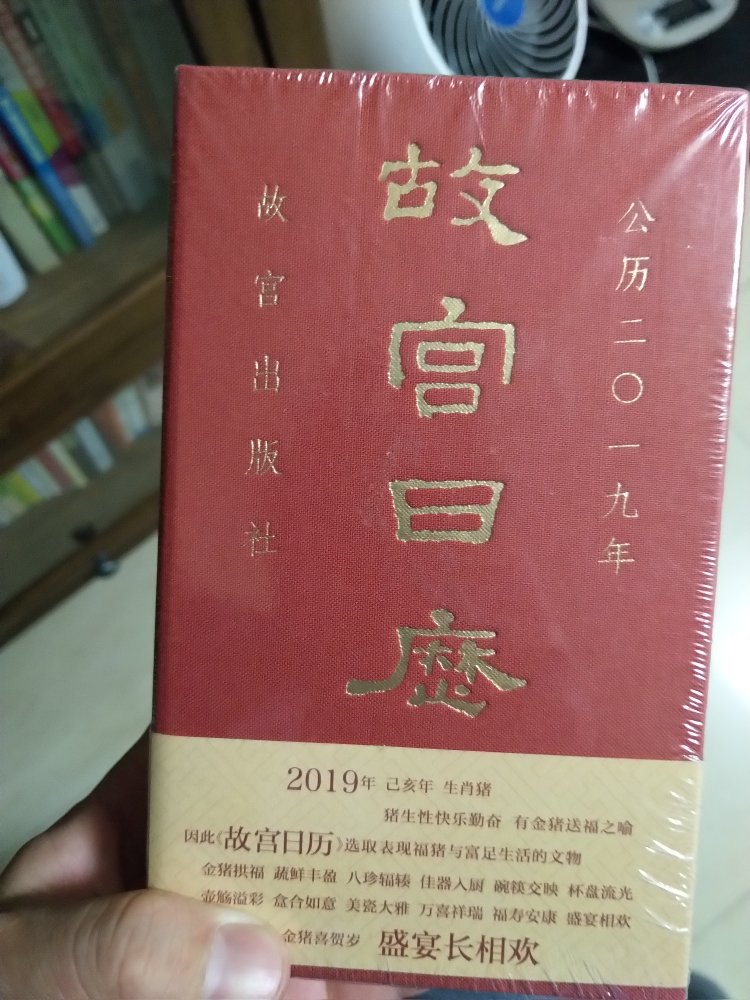 公历二〇一九年
故宫日歷
故宫出版社
2019年 己亥年 生肖猪
猪生性快乐勤奋 有金猪送福之喻
因此《故宫日历》选取表现福猪与富足生活的文物
金猪拱福 蔬鲜丰盈 八珍辐辏 佳器入厨 碗筷交映 杯盘流光
壶觞溢彩 盒合如意 美瓷大雅 万喜祥瑞 福寿安康 盛宴相欢
金猪喜贺岁 盛宴长相欢